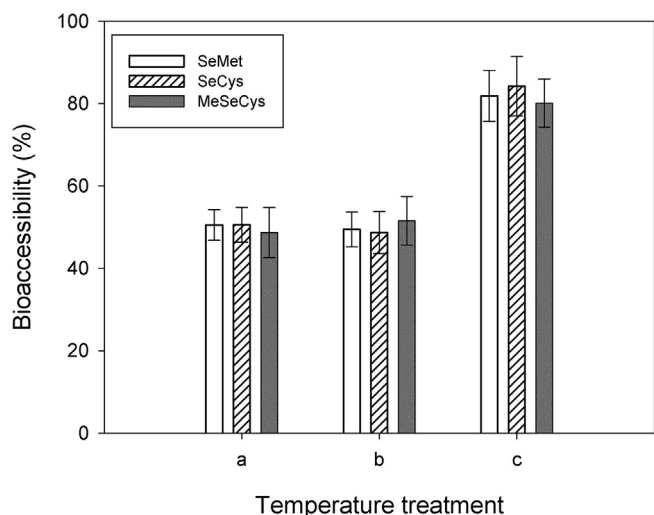 100
80
60
40
20
0
Bioaccessibility (%)
SeMet
SeCys
MeSeCys
a b c
Temperature treatment